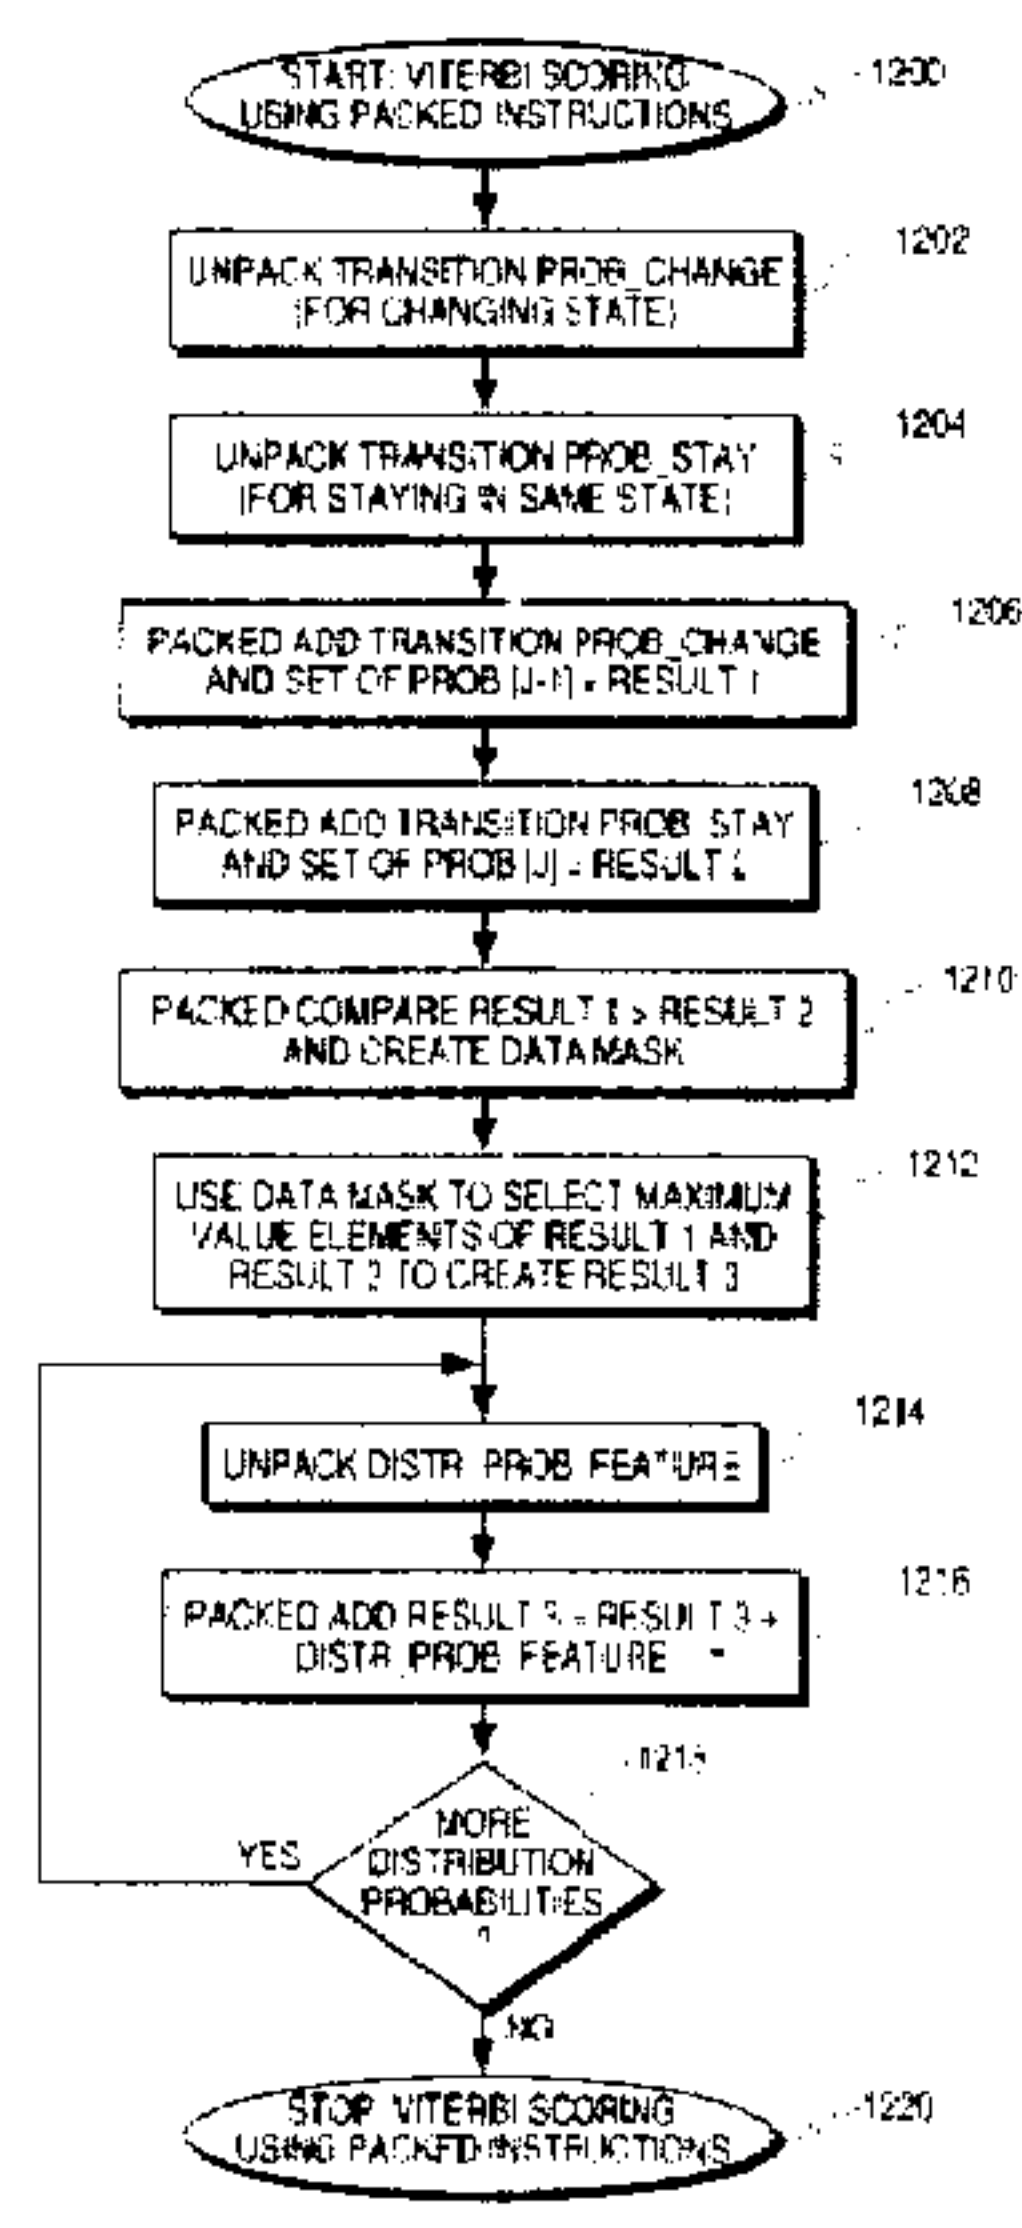 START: VITERBI SCORING
USING PACKED INSTRUCTIONS
1200
UNPACK TRANSITION PROB_CHANGE
(FOR CHANGING STATE)
1202
UNPACK TRANSITION PROB_STAY
(FOR STAYING IN SAME STATE)
1204
PACKED ADD TRANSITION PROB_CHANGE
AND SET OF PROB [J-1] = RESULT 1
1206
PACKED ADD TRANSITION PROB_STAY
AND SET OF PROB [J] = RESULT 2
1208
PACKED COMPARE RESULT 1 > RESULT 2
AND CREATE DATA MASK
1210
USE DATA MASK TO SELECT MAXIMUM
VALUE ELEMENTS OF RESULT 1 AND
RESULT 2 TO CREATE RESULT 3
1212
UNPACK DISTR_PROB_FEATURE
1214
PACKED ADD RESULT 3 = RESULT 3 +
DISTR_PROB_FEATURE
1216
MORE
DISTRIBUTION
PROBABILITIES
?
1218
YES
NO
STOP VITERBI SCORING
USING PACKED INSTRUCTIONS
1220